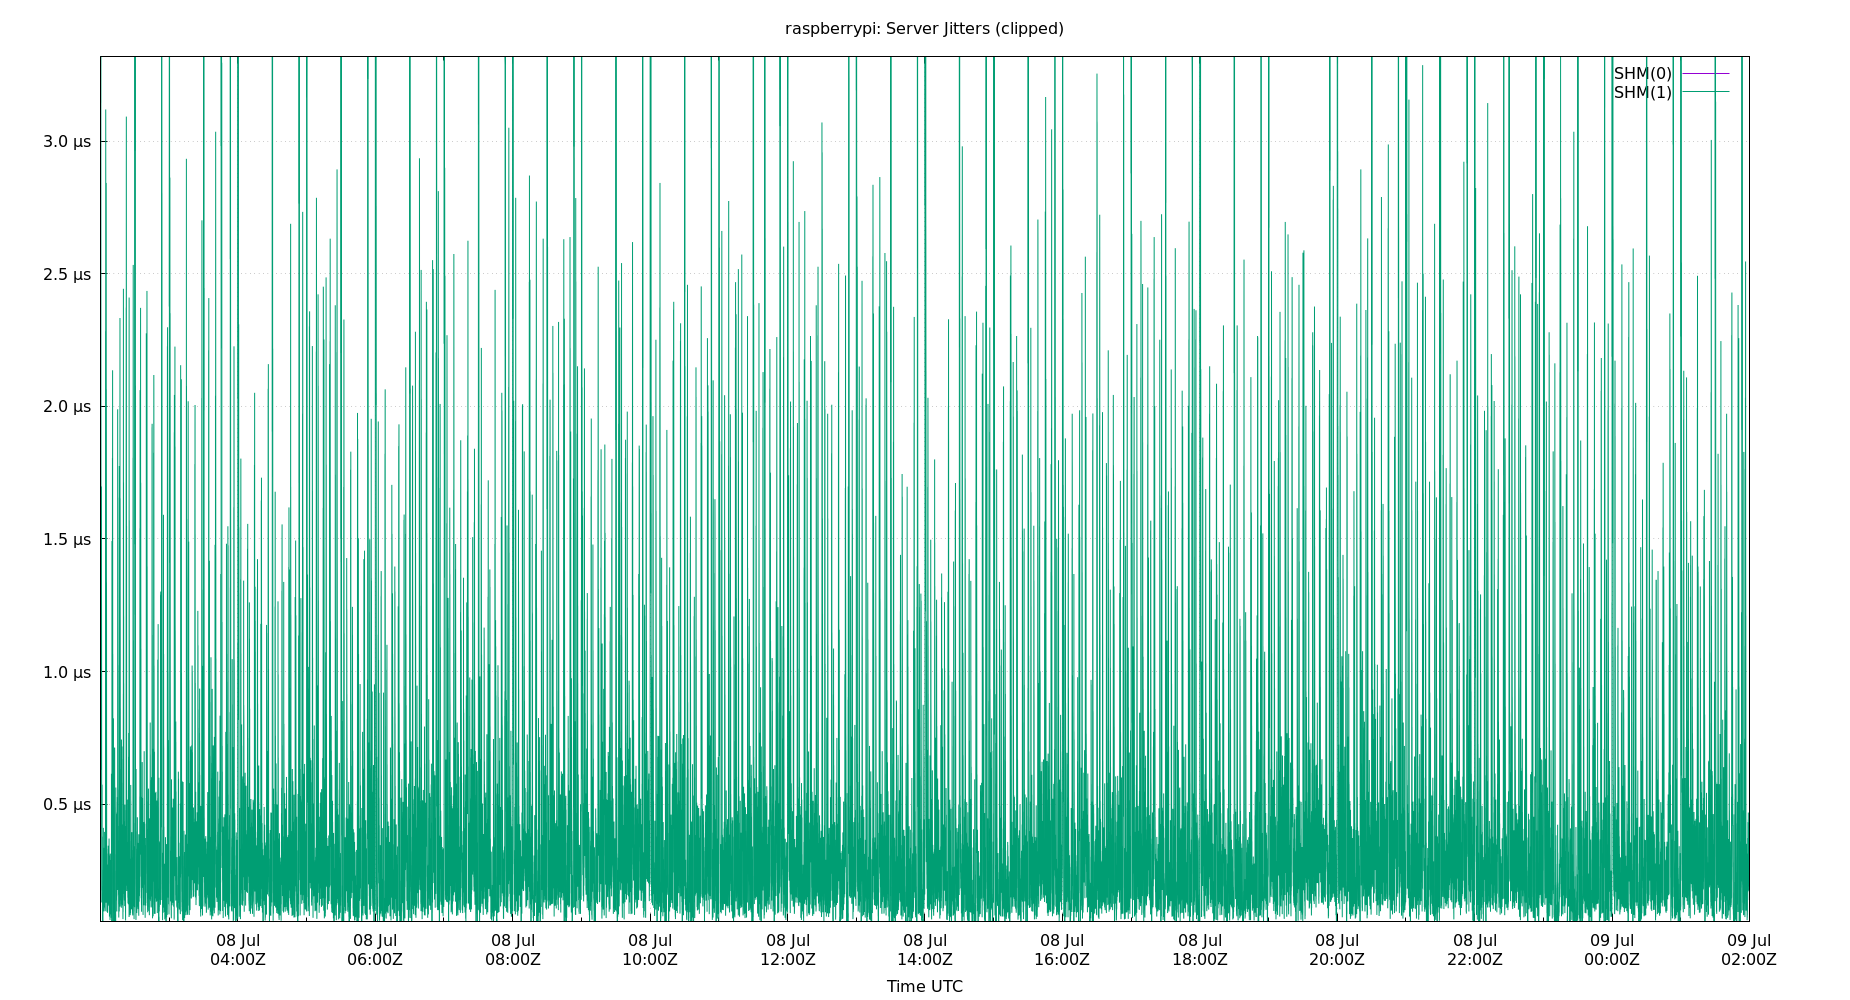 raspberrypi: Server Jitters (clipped)
SHM(0)
SHM(1)
3.0 µs
2.5 µs
2.0 µs
1.5 µs
1.0 µs
0.5 µs
08 Jul 08 Jul 08 Jul 08 Jul 08 Jul 08 Jul 08 Jul 08 Jul 08 Jul 08 Jul 09 Jul 09 Jul
04:00Z 06:00Z 08:00Z 10:00Z 12:00Z 14:00Z 16:00Z 18:00Z 20:00Z 22:00Z 00:00Z 02:00Z
Time UTC